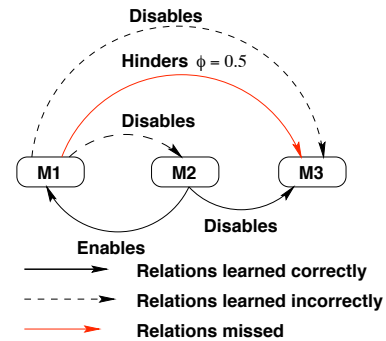 Disables
Hinders ϕ = 0.5
Disables
M1 M2 M3
Disables
Enables
Relations learned correctly
Relations learned incorrectly
Relations missed